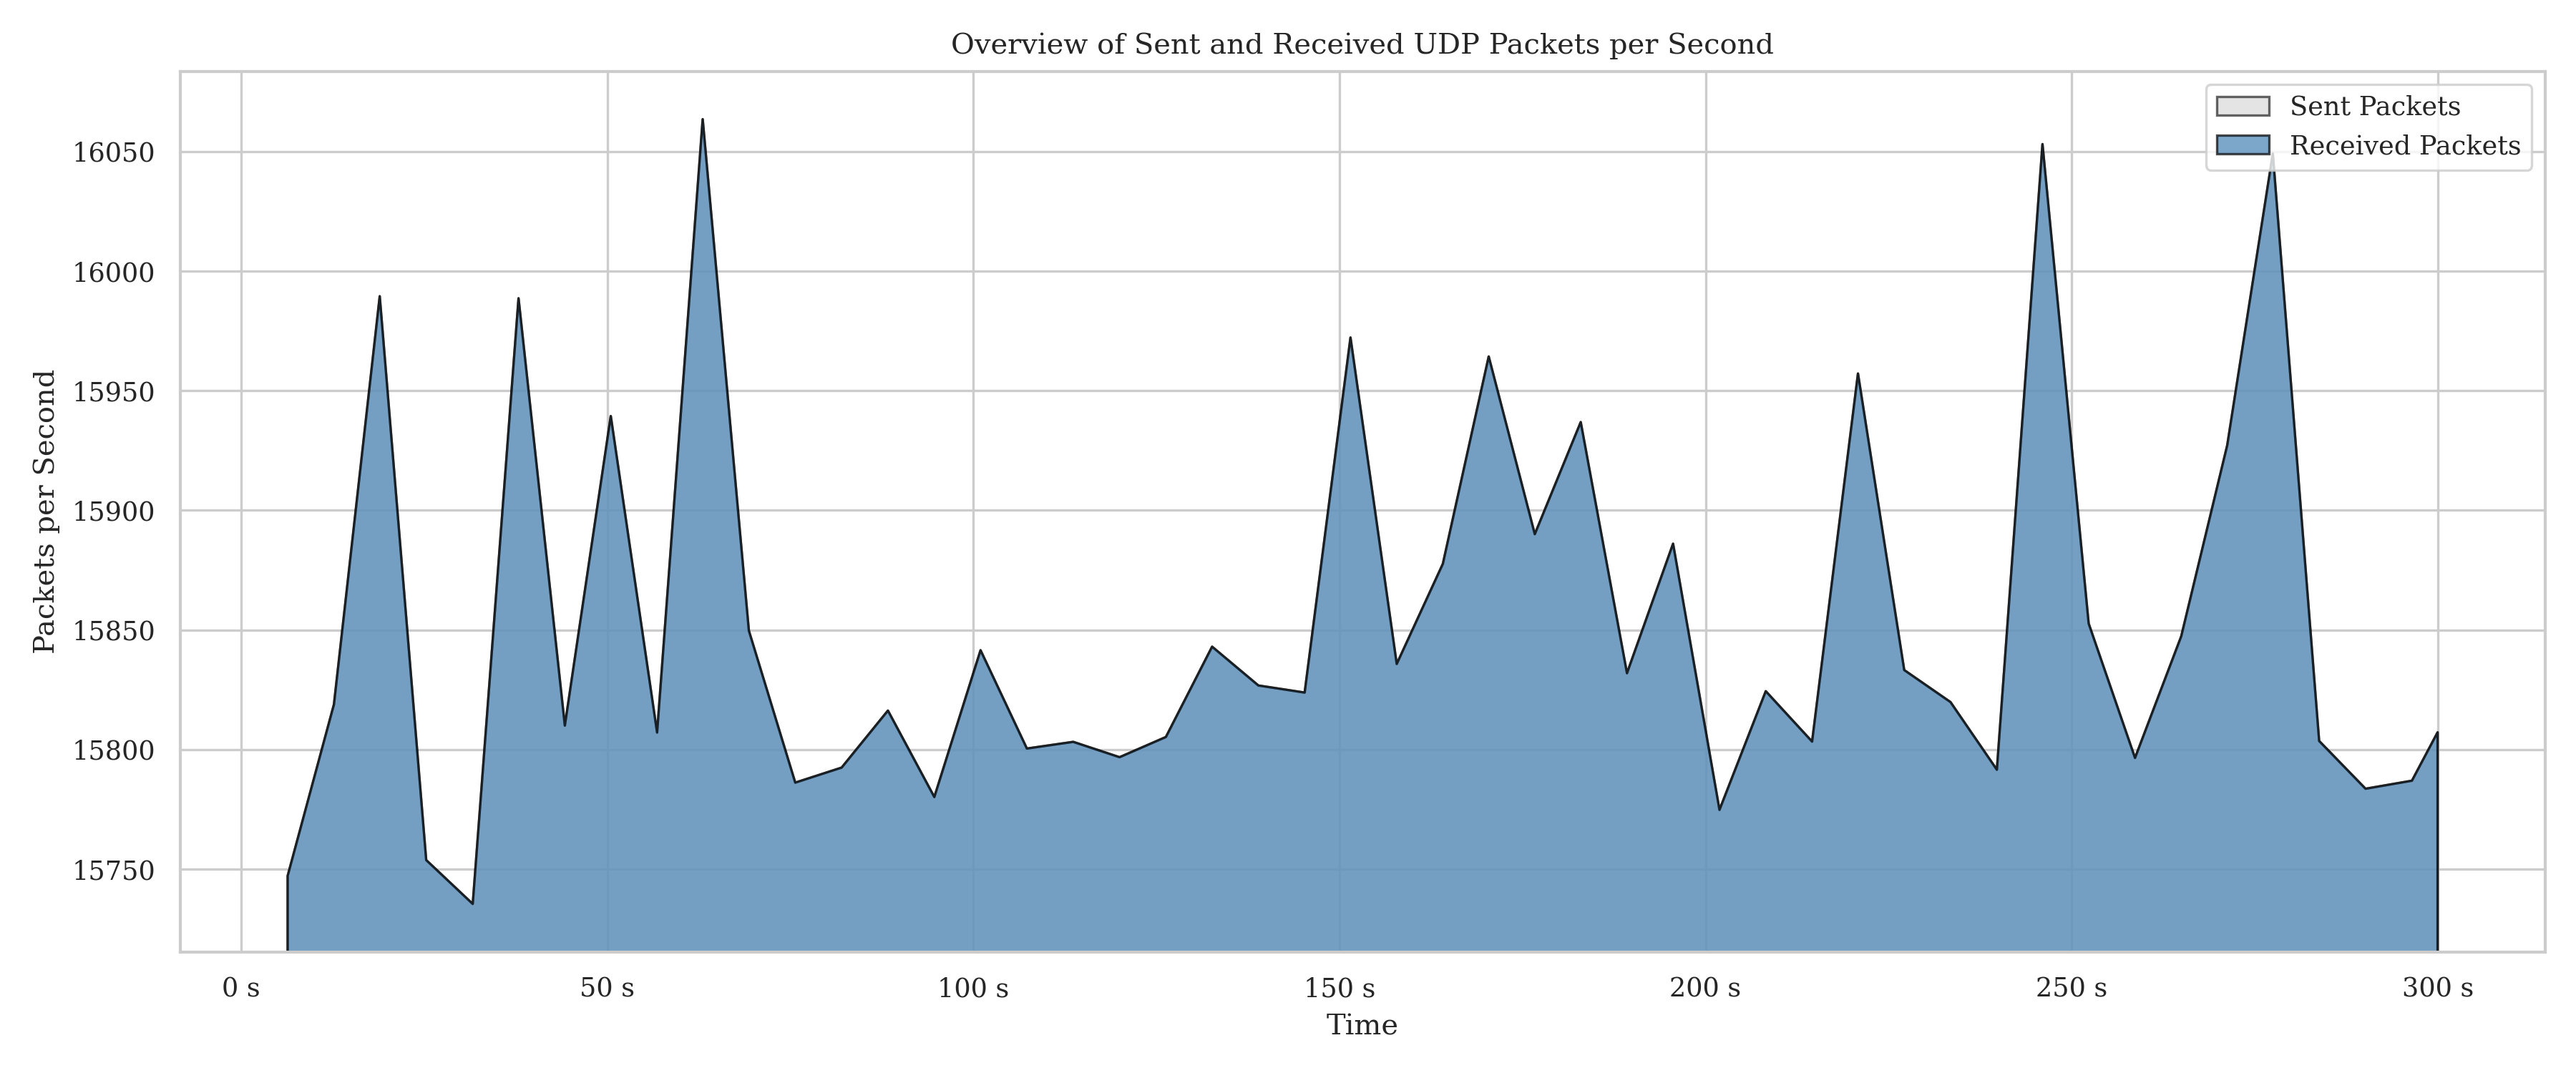 Overview of Sent and Received UDP Packets per Second
Sent Packets
Received Packets
Packets per Second
16050
16000
15950
15900
15850
15800
15750
0 s
50 s
100 s
150 s
200 s
250 s
300 s
Time